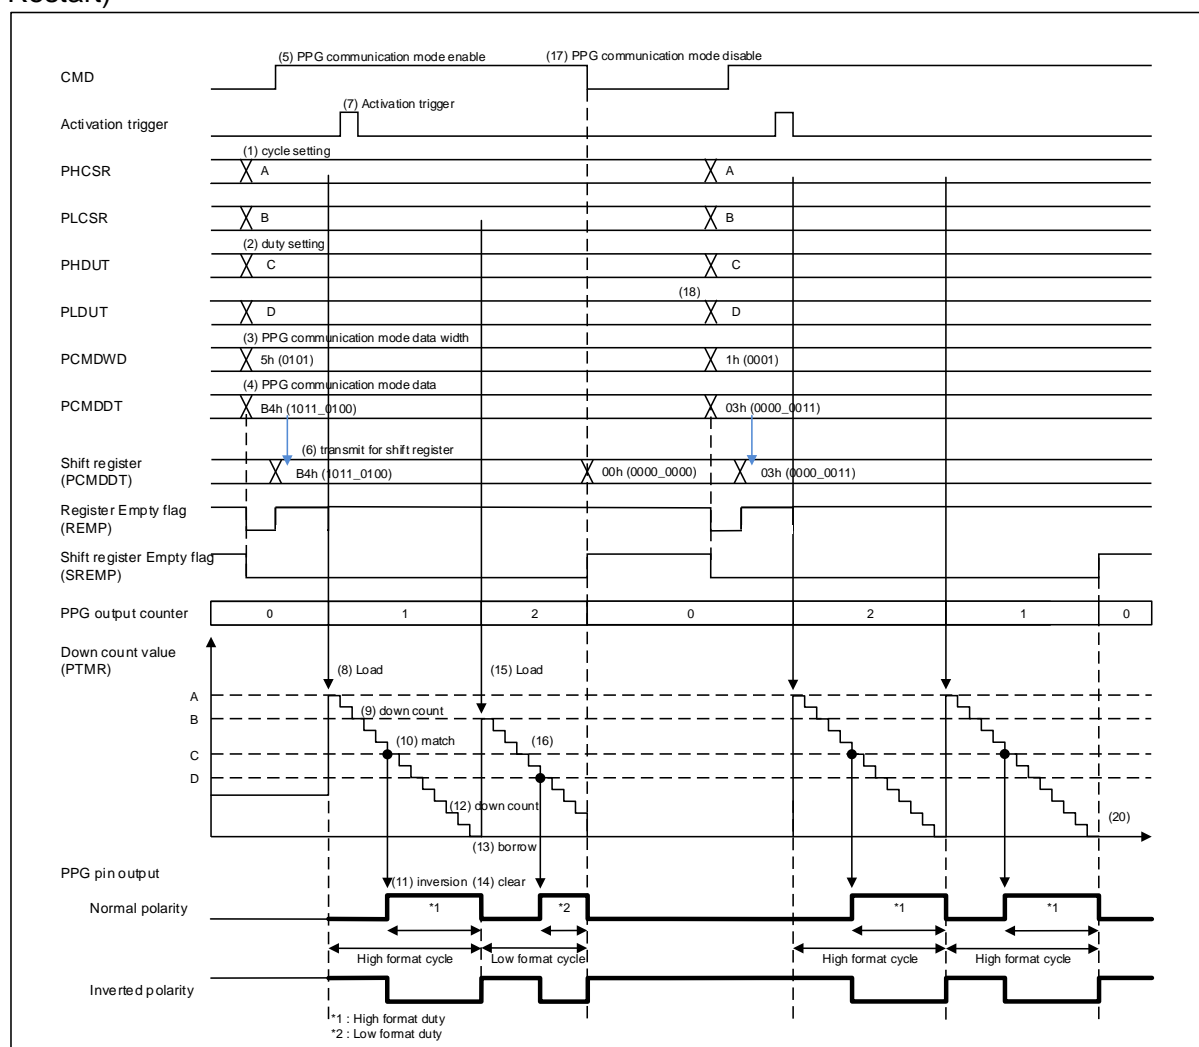 Restart)
(5) PPG communication mode enable
(17) PPG communication mode disable
CMD
(7) Activation trigger
Activation trigger
(1) cycle setting
PHCSR
A
A
PLCSR
B
B
(2) duty setting
PHDUT
C
C
(18)
PLDUT
D
D
(3) PPG communication mode data width
PCMDWD
5h (0101)
1h (0001)
(4) PPG communication mode data
PCMDDT
B4h (1011_0100)
03h (0000_0011)
(6) transmit for shift register
Shift register
(PCMDDT)
B4h (1011_0100)
00h (0000_0000)
03h (0000_0011)
Register Empty flag
(REMP)
Shift register Empty flag
(SREMP)
PPG output counter
0
1
2
0
2
1
0
Down count value
(PTMR)
(8) Load
(15) Load
A
(9) down count
B
(10) match
(16)
C
D
(12) down count
(20)
(13) borrow
PPG pin output
(11) inversion (14) clear
Normal polarity
*1
*2
*1
*1
High format cycle
Low format cycle
High format cycle
High format cycle
Inverted polarity
*1 : High format duty
*2 : Low format duty